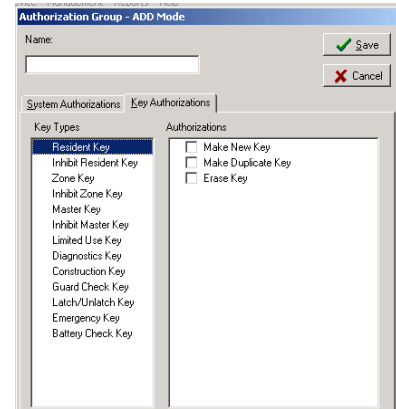 Authorization Group - ADD Mode
Name:
Save
Cancel
System Authorizations
Key Authorizations
Key Types
Authorizations
Resident Key
Inhibit Resident Key
Zone Key
Inhibit Zone Key
Master Key
Inhibit Master Key
Limited Use Key
Diagnostics Key
Construction Key
Guard Check Key
Latch/Unlatch Key
Emergency Key
Battery Check Key
Make New Key
Make Duplicate Key
Erase Key